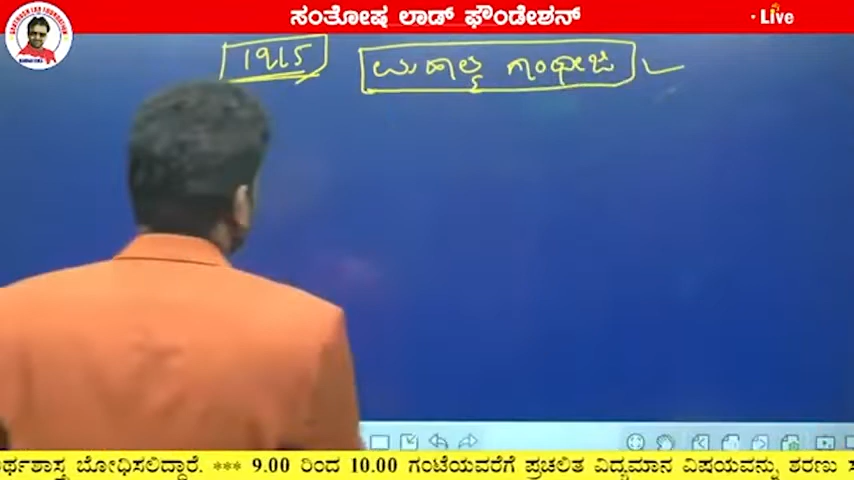 ಸಂತೋಷ ಲಾಡ್ ಫೌಂಡೇಶನ್
Live
1915
ಮಹಾತ್ಮ ಗಾಂಧೀಜಿ
ರ್ಥಶಾಸ್ತ್ರ ಬೋಧಿಸಲಿದ್ದಾರೆ. *** 9.00 ರಿಂದ 10.00 ಗಂಟೆಯವರೆಗೆ ಪ್ರಚಲಿತ ವಿದ್ಯಮಾನ ವಿಷಯವನ್ನು ಶರಣು ಸ